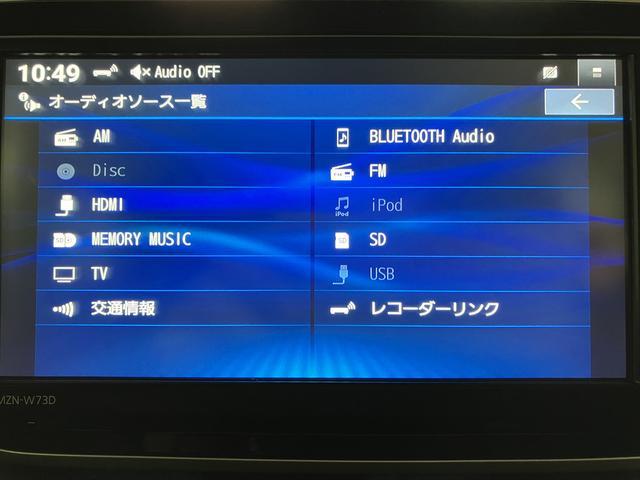 10:49 Audio OFF
オーディオソース一覧
AM
BLUETOOTH Audio
Disc
FM
HDMI
iPod
MEMORY MUSIC
SD
TV
USB
交通情報
レコーダーリンク
MZN-W73D